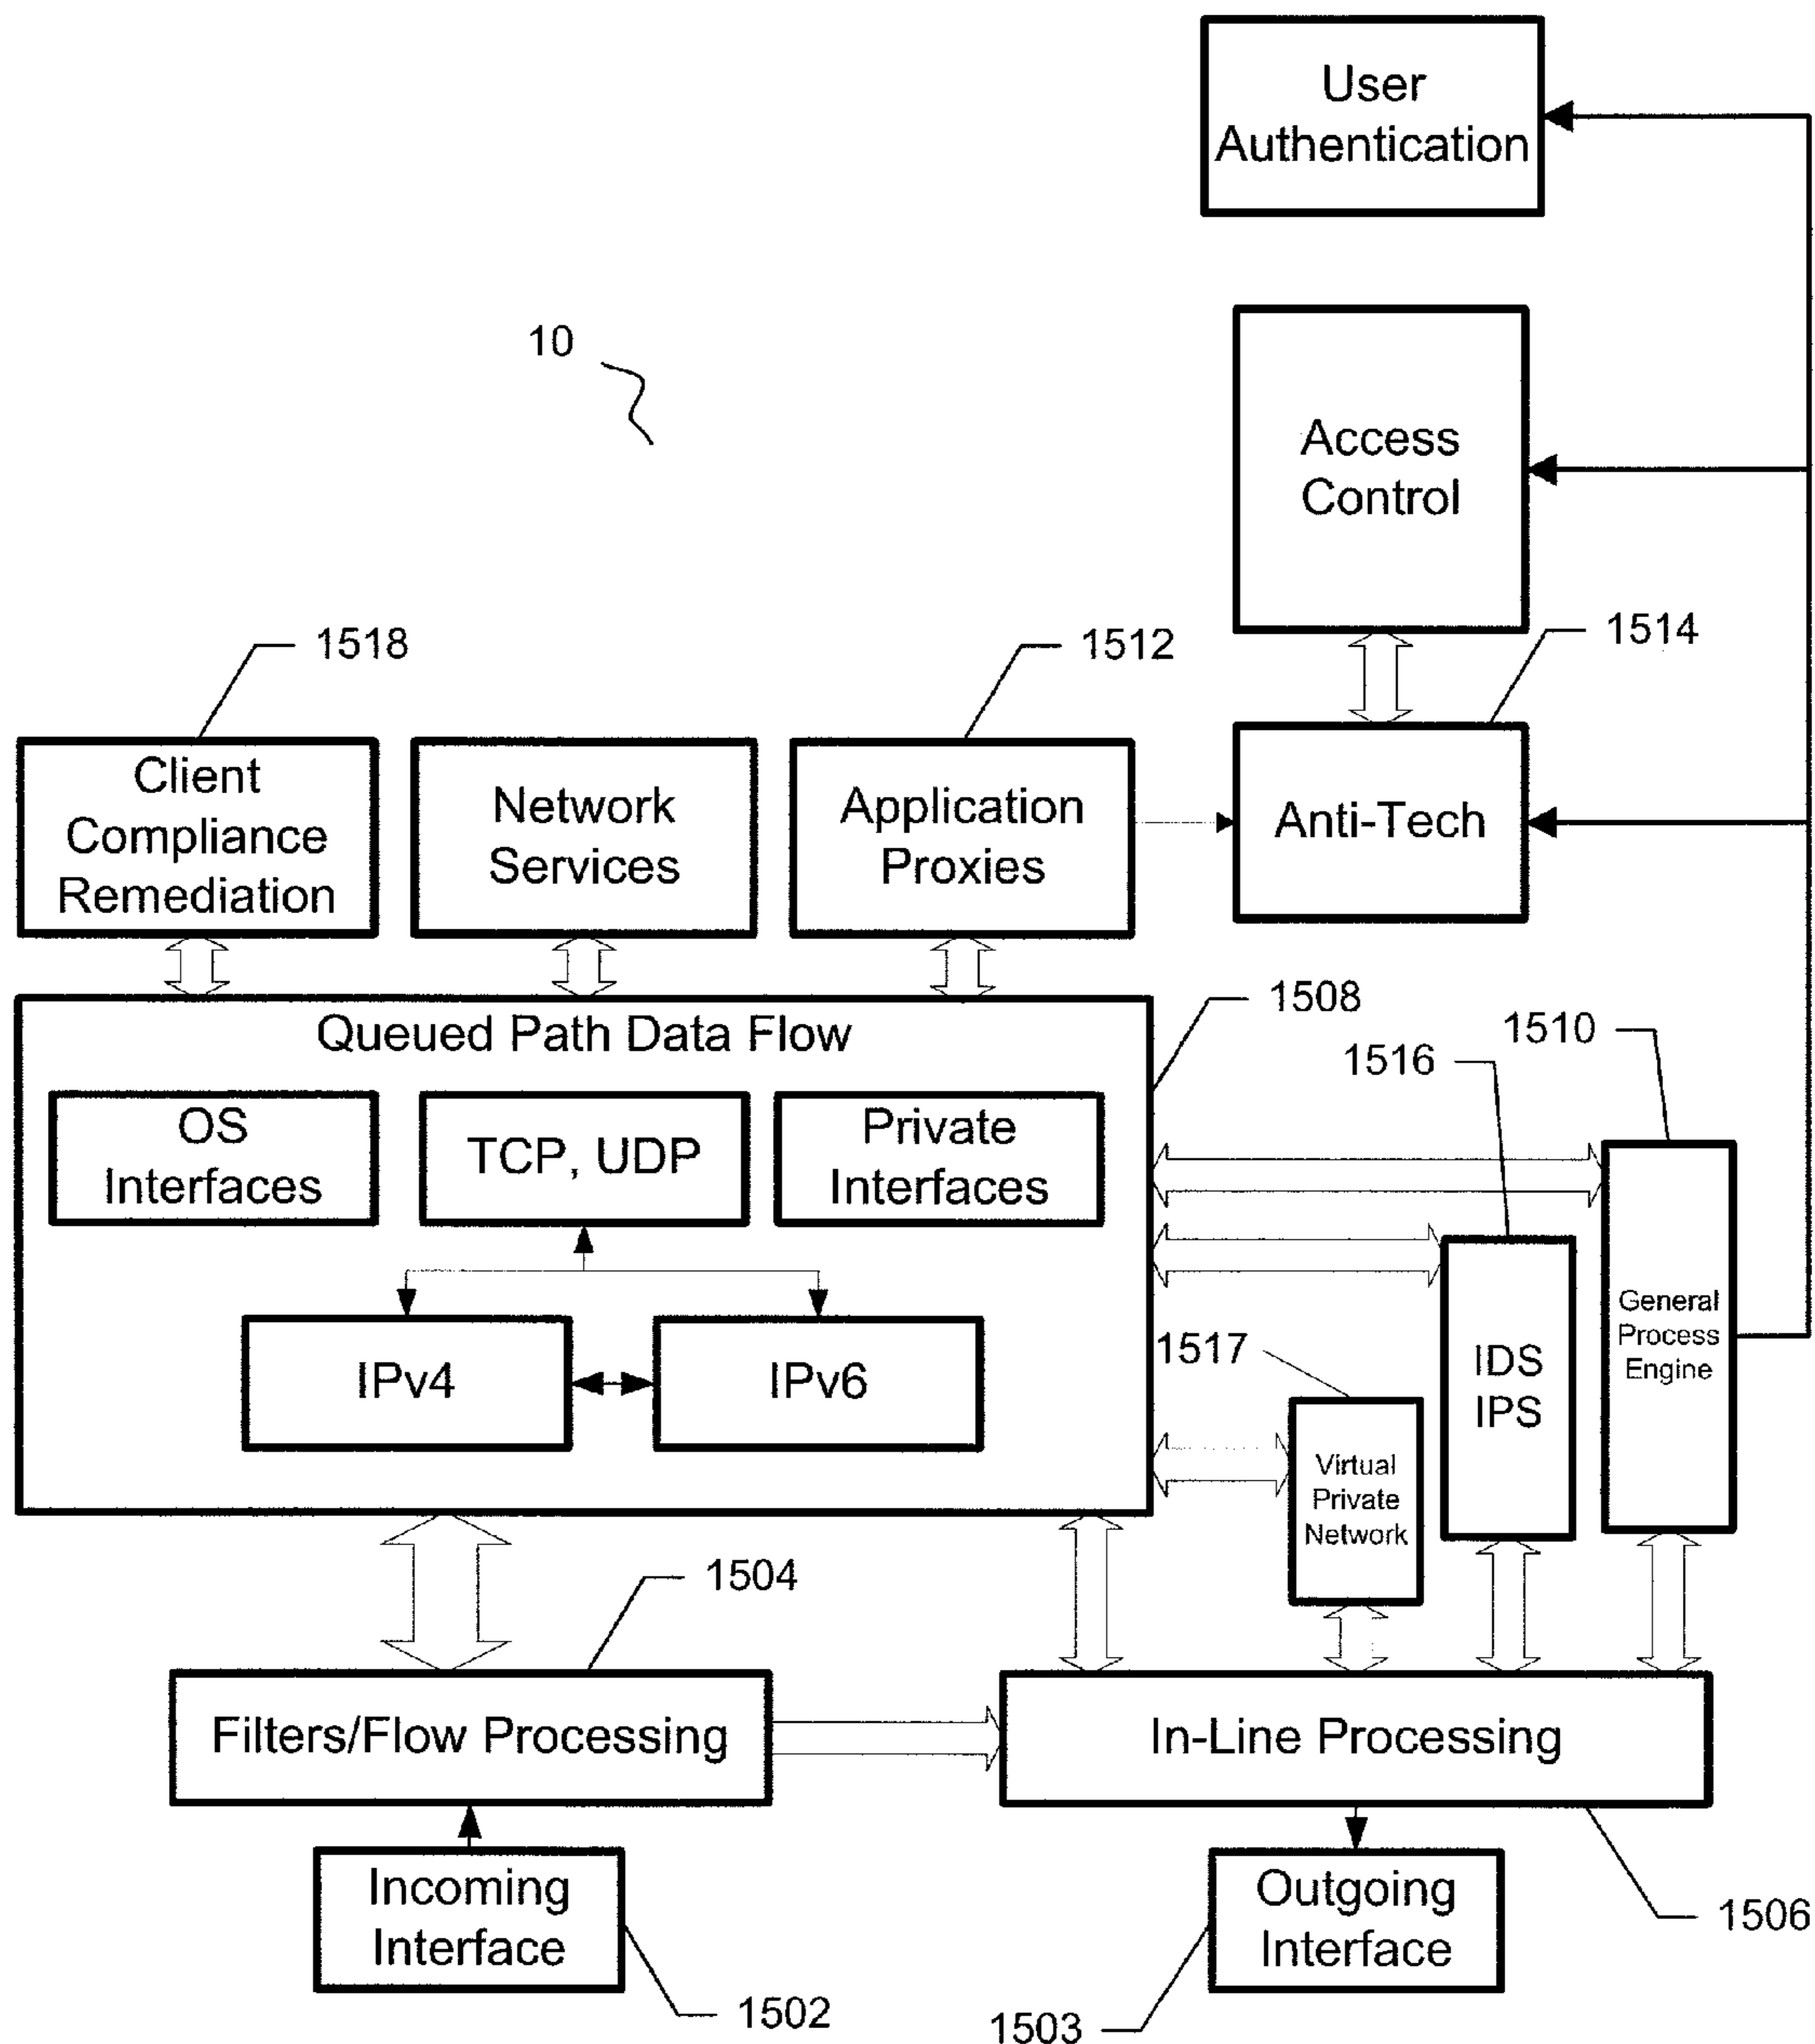 User
Authentication
10
Access
Control
1518
1512
1514
Client
Compliance
Remediation
Network
Services
Application
Proxies
Anti-Tech
1508
1510
1516
Queued Path Data Flow
OS
Interfaces
TCP, UDP
Private
Interfaces
General
Process
Engine
1517
IDS
IPS
IPv4
IPv6
Virtual
Private
Network
1504
Filters/Flow Processing
In-Line Processing
Incoming
Interface
Outgoing
Interface
1506
1502
1503